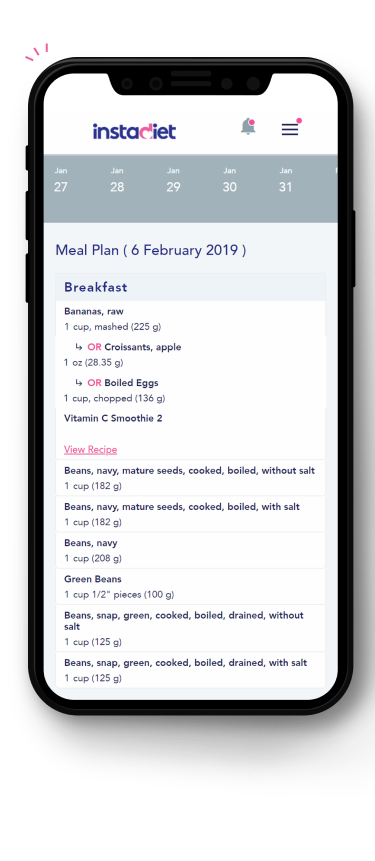 instadiet
Jan Jan Jan Jan Jan
27 28 29 30 31
Meal Plan ( 6 February 2019 )
Breakfast
Bananas, raw
1 cup, mashed (225 g)
↳ OR Croissants, apple
1 oz (28.35 g)
↳ OR Boiled Eggs
1 cup, chopped (136 g)
Vitamin C Smoothie 2
View Recipe
Beans, navy, mature seeds, cooked, boiled, without salt
1 cup (182 g)
Beans, navy, mature seeds, cooked, boiled, with salt
1 cup (182 g)
Beans, navy
1 cup (208 g)
Green Beans
1 cup 1/2" pieces (100 g)
Beans, snap, green, cooked, boiled, drained, without
salt
1 cup (125 g)
Beans, snap, green, cooked, boiled, drained, with salt
1 cup (125 g)